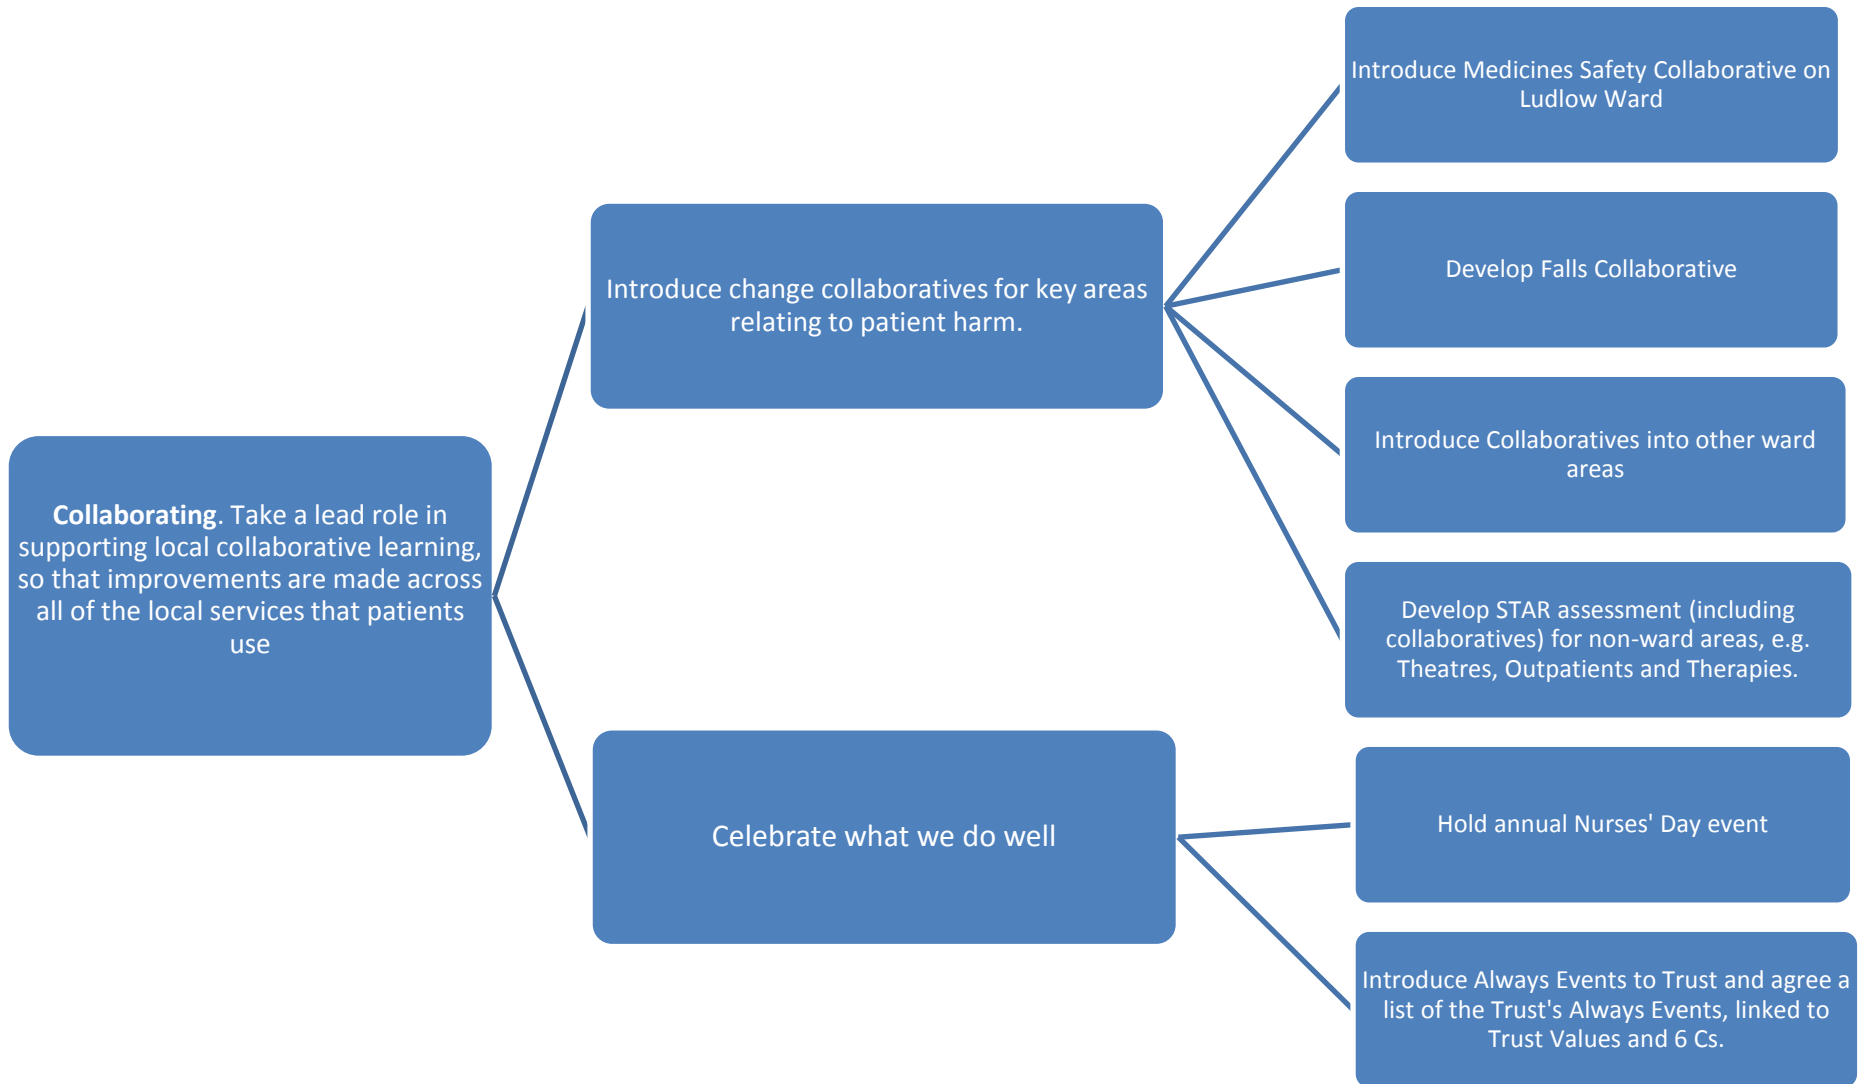 Collaborating. Take a lead role in
supporting local collaborative learning,
so that improvements are made across
all of the local services that patients
use
Introduce change collaboratives for key areas
relating to patient harm.
Introduce Medicines Safety Collaborative on
Ludlow Ward
Develop Falls Collaborative
Introduce Collaboratives into other ward
areas
Develop STAR assessment (including
collaboratives) for non-ward areas, e.g.
Theatres, Outpatients and Therapies.
Celebrate what we do well
Hold annual Nurses' Day event
Introduce Always Events to Trust and agree a
list of the Trust's Always Events, linked to
Trust Values and 6 Cs.